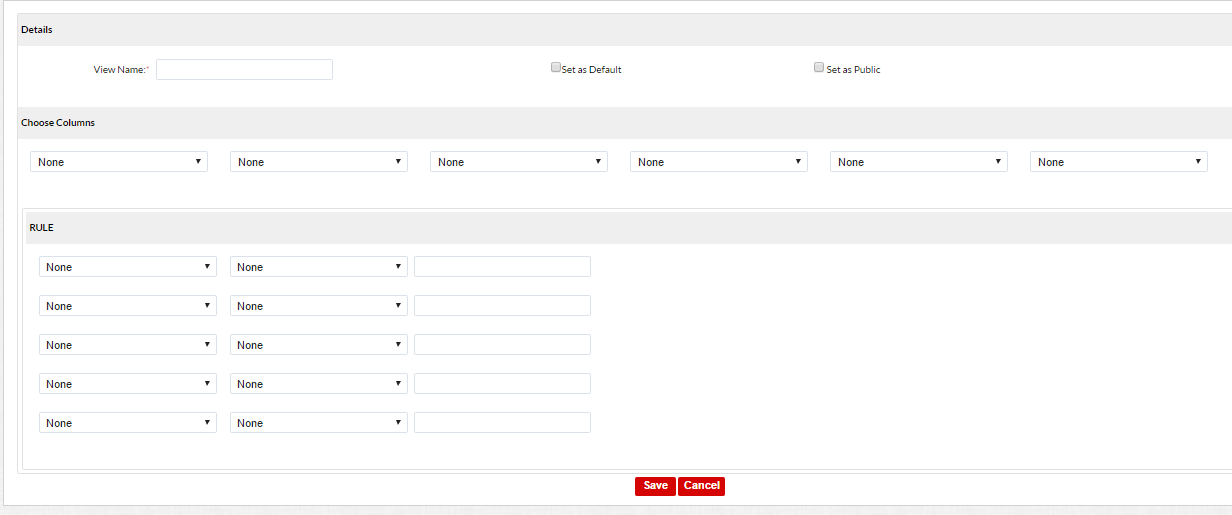 Details
View Name:* Set as Default Set as Public
Choose Columns
None None None None None None
RULE
None None
None None
None None
None None
None None
Save Cancel